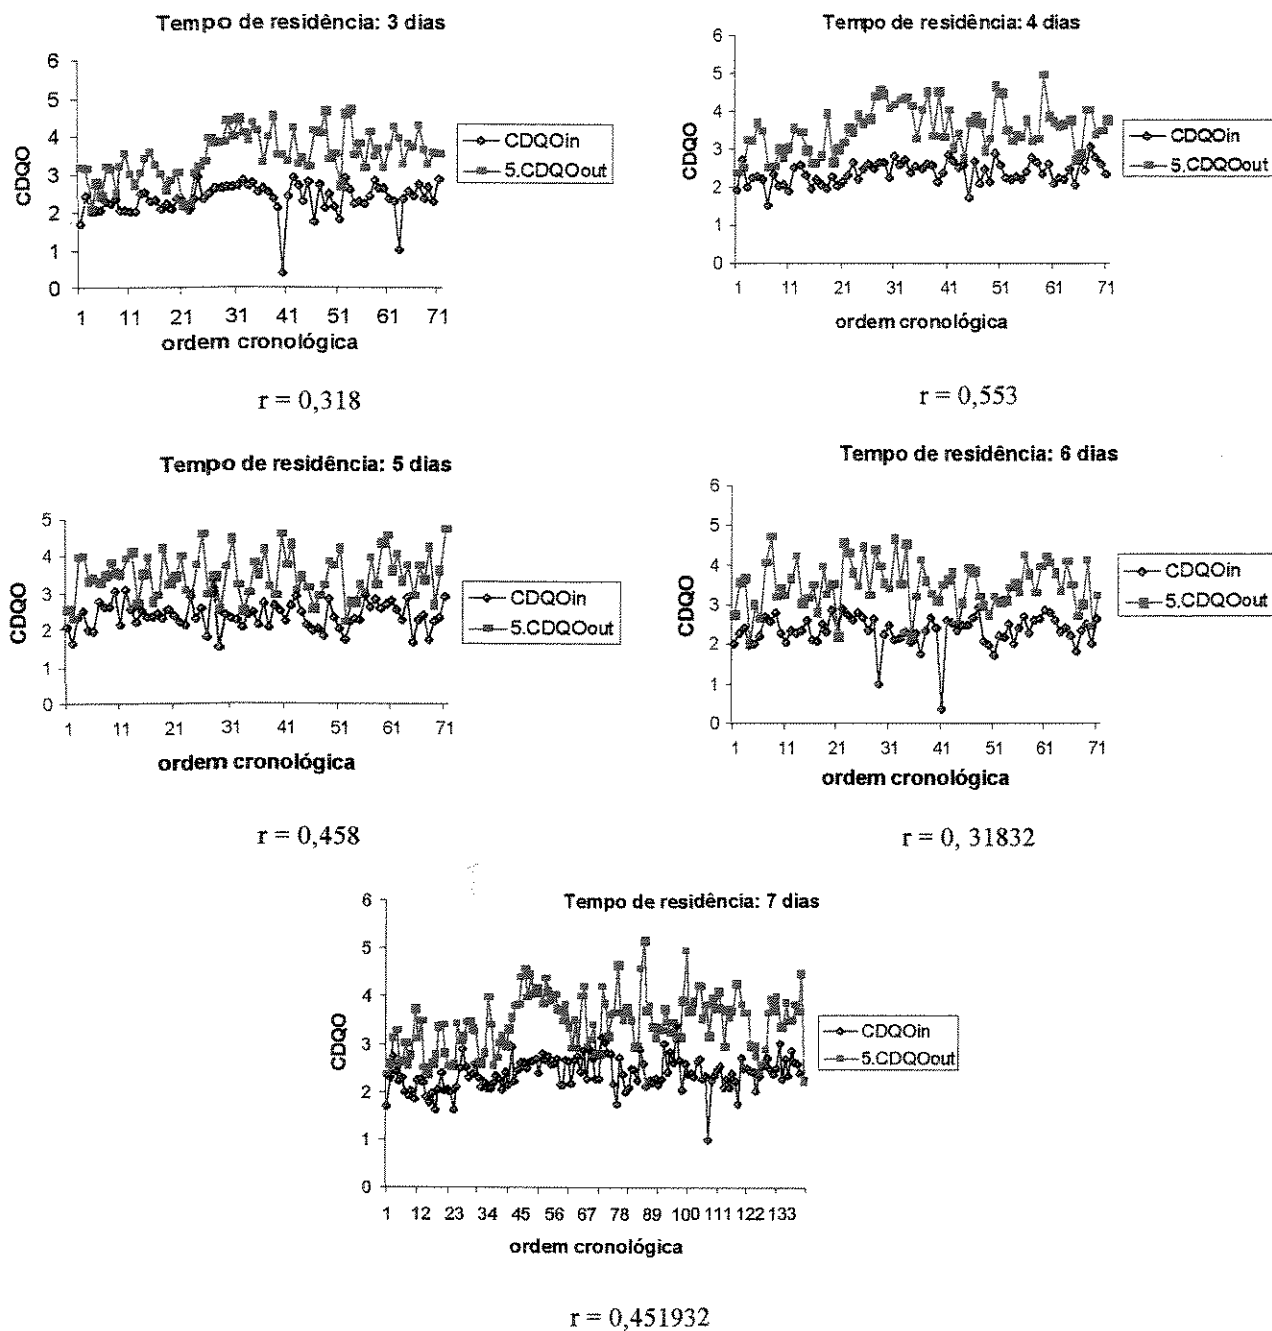 Tempo de residência: 3 dias
CDQO
6
5
4
3
2
1
0
1 11 21 31 41 51 61 71
ordem cronológica
CDQOin
5.CDQOout
r = 0,318
Tempo de residência: 4 dias
CDQO
6
5
4
3
2
1
0
1 11 21 31 41 51 61 71
ordem cronológica
CDQOin
5.CDQOout
r = 0,553
Tempo de residência: 5 dias
CDQO
5
4
3
2
1
0
1 11 21 31 41 51 61 71
ordem cronológica
CDQOin
5.CDQOout
r = 0,458
Tempo de residência: 6 dias
CDQO
6
5
4
3
2
1
0
1 11 21 31 41 51 61 71
ordem cronológica
CDQOin
5.CDQOout
r = 0, 31832
Tempo de residência: 7 dias
CDQO
6
5
4
3
2
1
0
1 12 23 34 45 56 67 78 89 100 111 122 133
ordem cronológica
CDQOin
5.CDQOout
r = 0,451932